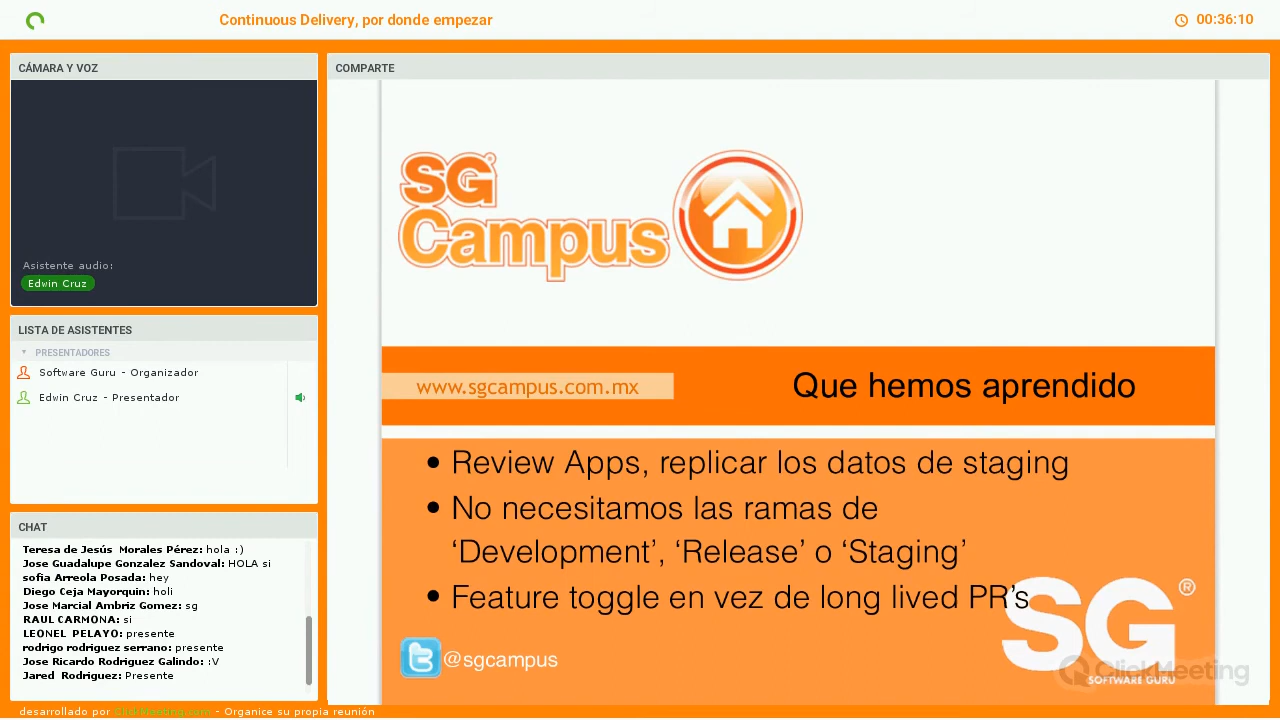 Continuous Delivery, por donde empezar
00:36:10
CÁMARA Y VOZ
Asistente audio:
Edwin Cruz
LISTA DE ASISTENTES
PRESENTADORES
Software Guru - Organizador
Edwin Cruz - Presentador
CHAT
Teresa de Jesús Morales Pérez: hola :)
Jose Guadalupe Gonzalez Sandoval: HOLA si
sofia Arreola Posada: hey
Diego Ceja Mayorquin: holi
Jose Marcial Ambriz Gomez: sg
RAUL CARMONA: si
LEONEL PELAYO: presente
rodrigo rodriguez serrano: presente
Jose Ricardo Rodriguez Galindo: :V
Jared Rodriguez: Presente
desarrollado por ClickMeeting.com - Organice su propia reunión
COMPARTE
SG
Campus
www.sgcampus.com.mx
Que hemos aprendido
• Review Apps, replicar los datos de staging
• No necesitamos las ramas de
‘Development’, ‘Release’ o ‘Staging’
• Feature toggle en vez de long lived PR’s
@sgcampus
SG®
SOFTWARE GURU
ClickMeeting